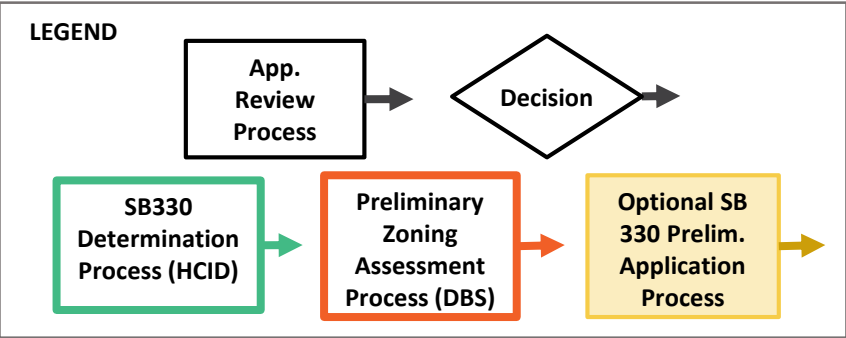 LEGEND
App.
Review
Process
Decision
SB330
Determination
Process (HCID)
Preliminary
Zoning
Assessment
Process (DBS)
Optional SB
330 Prelim.
Application
Process